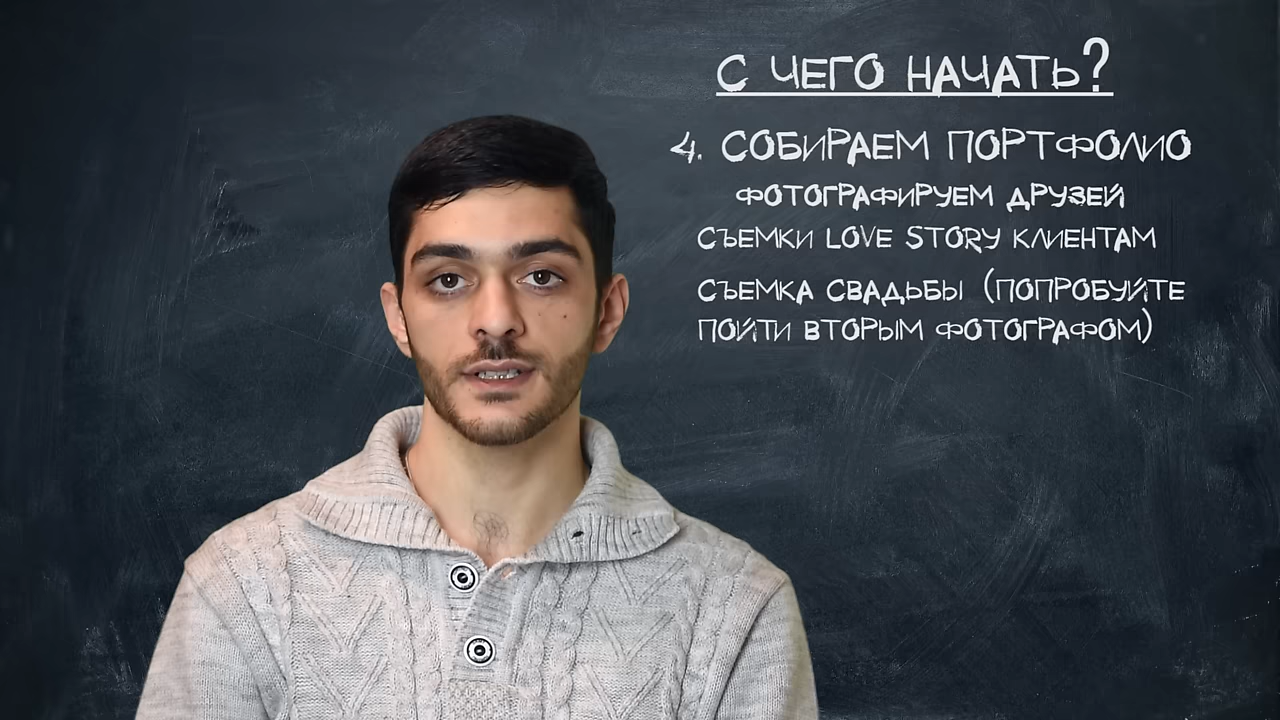 С ЧЕГО НАЧАТЬ?
4. СОБИРАЕМ ПОРТФОЛИО
ФОТОГРАФИРУЕМ ДРУЗЕЙ
СЪЕМКИ LOVE STORY КЛИЕНТАМ
СЪЕМКА СВАДЬБЫ (ПОПРОБУЙТЕ
ПОЙТИ ВТОРЫМ ФОТОГРАФОМ)